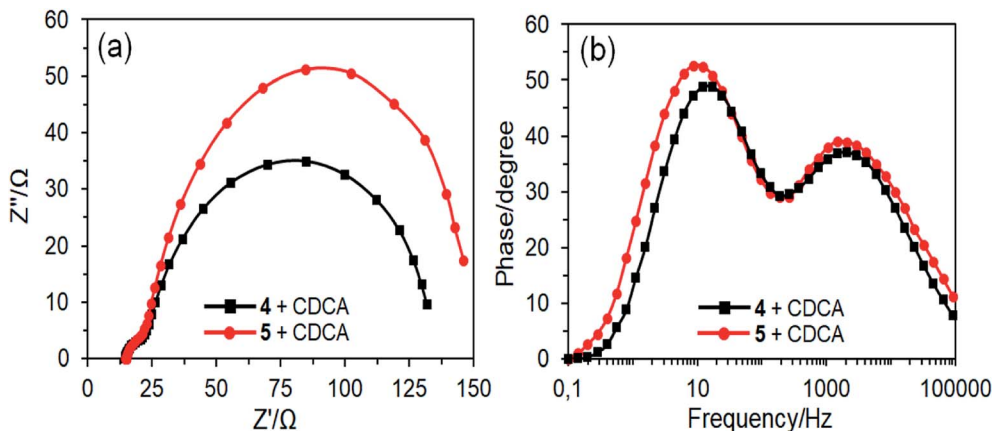 (a)
60
50
40
30
20
10
0
Z''/Ω
0 25 50 75 100 125 150
Z'/Ω
4 + CDCA
5 + CDCA
(b)
60
50
40
30
20
10
0
Phase/degree
0,1 10 1000 100000
Frequency/Hz
4 + CDCA
5 + CDCA